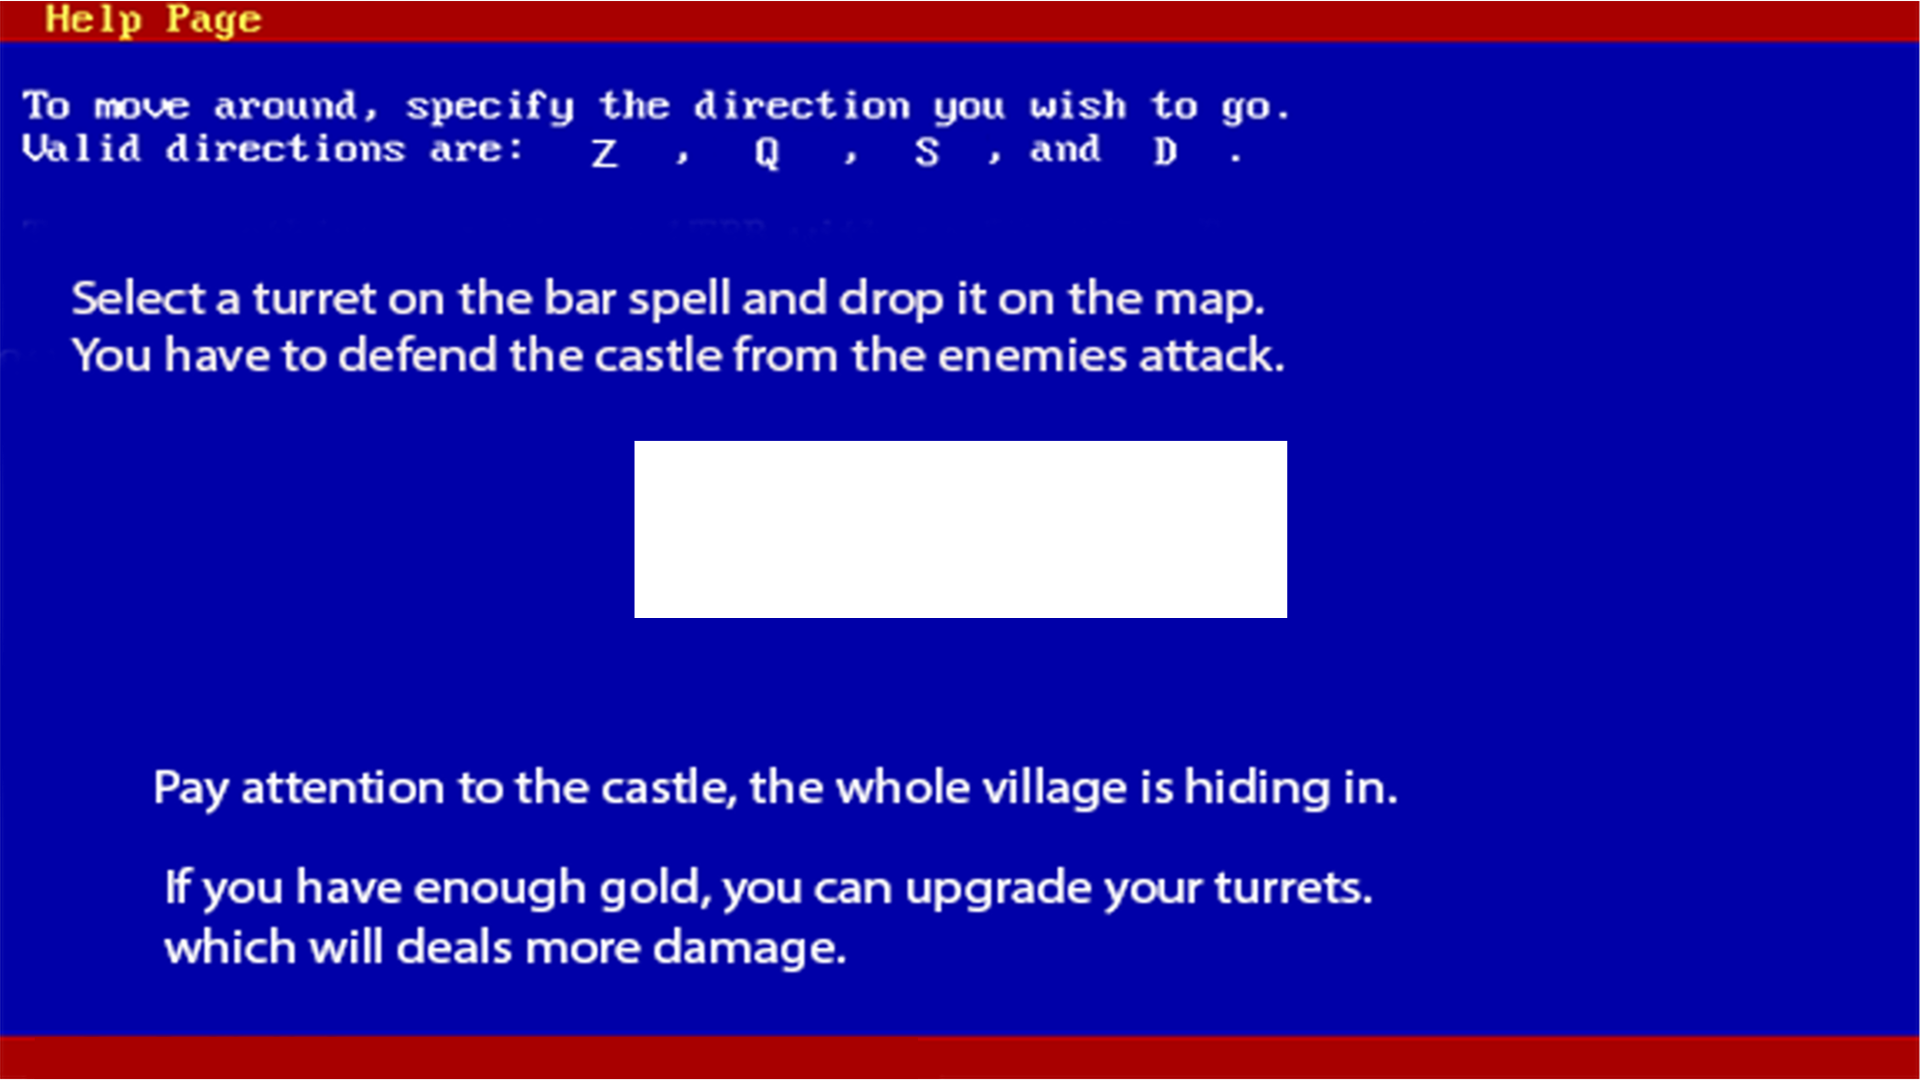 Help Page
To move around, specify the direction you wish to go.
Valid directions are: Z , Q , S , and D .
Select a turret on the bar spell and drop it on the map.
You have to defend the castle from the enemies attack.
Pay attention to the castle, the whole village is hiding in.
If you have enough gold, you can upgrade your turrets.
which will deals more damage.